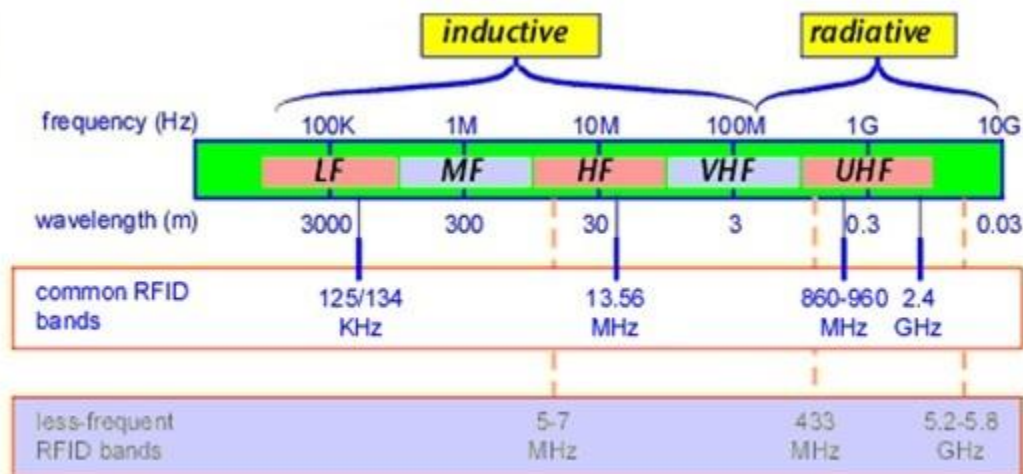 inductive radiative
frequency (Hz) 100K 1M 10M 100M 1G 10G
LF MF HF VHF UHF
wavelength (m) 3000 300 30 3 0.3 0.03
common RFID 125/134 13.56 860-960 2.4
bands KHz MHz MHz GHz
less-frequent 5-7 433 5.2-5.8
RFID bands MHz MHz GHz